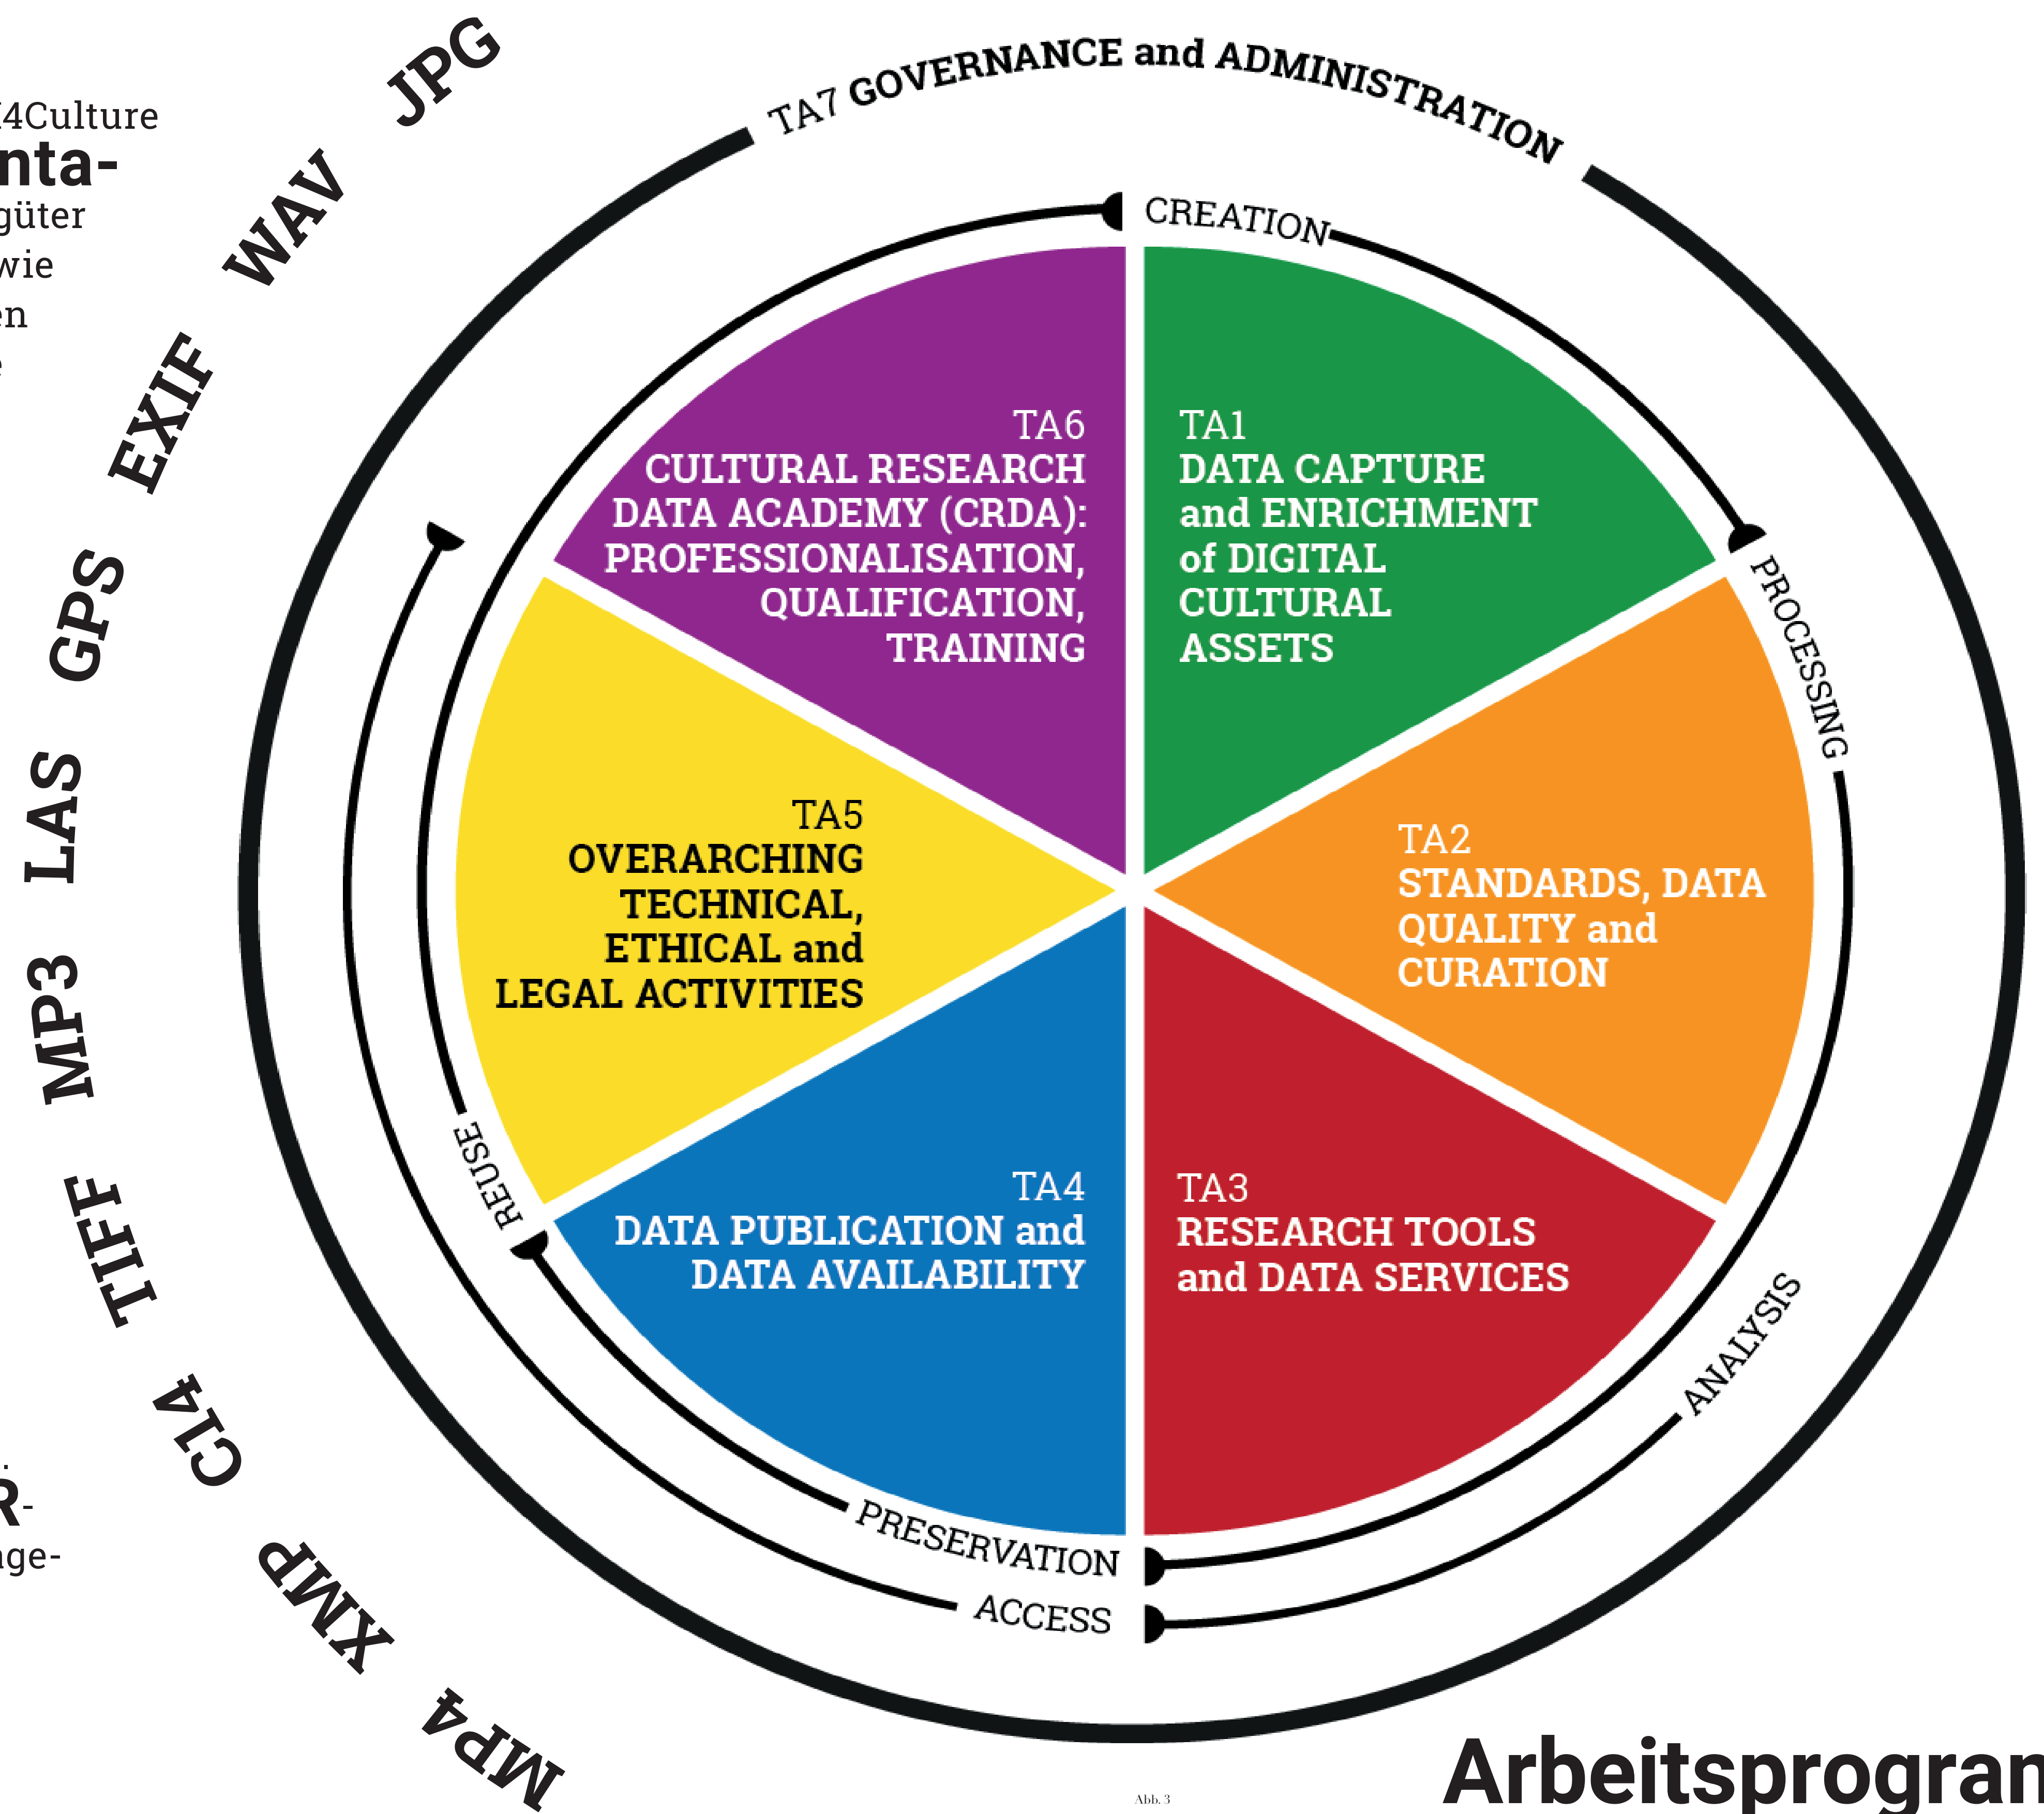 4Culture
nta-
güter
wie
en
e
JPG
WAV
EXIF
GPS
LAS
MP3
TIFF
C14
XMP
MP4
TA7 GOVERNANCE and ADMINISTRATION
CREATION
PROCESSING
ANALYSIS
PRESERVATION
ACCESS
REUSE
TA6
CULTURAL RESEARCH
DATA ACADEMY (CRDA):
PROFESSIONALISATION,
QUALIFICATION,
TRAINING
TA1
DATA CAPTURE
and ENRICHMENT
of DIGITAL
CULTURAL
ASSETS
TA5
OVERARCHING
TECHNICAL,
ETHICAL and
LEGAL ACTIVITIES
TA2
STANDARDS, DATA
QUALITY and
CURATION
TA4
DATA PUBLICATION and
DATA AVAILABILITY
TA3
RESEARCH TOOLS
and DATA SERVICES
R-
ge-
Abb. 3
Arbeitsprogram